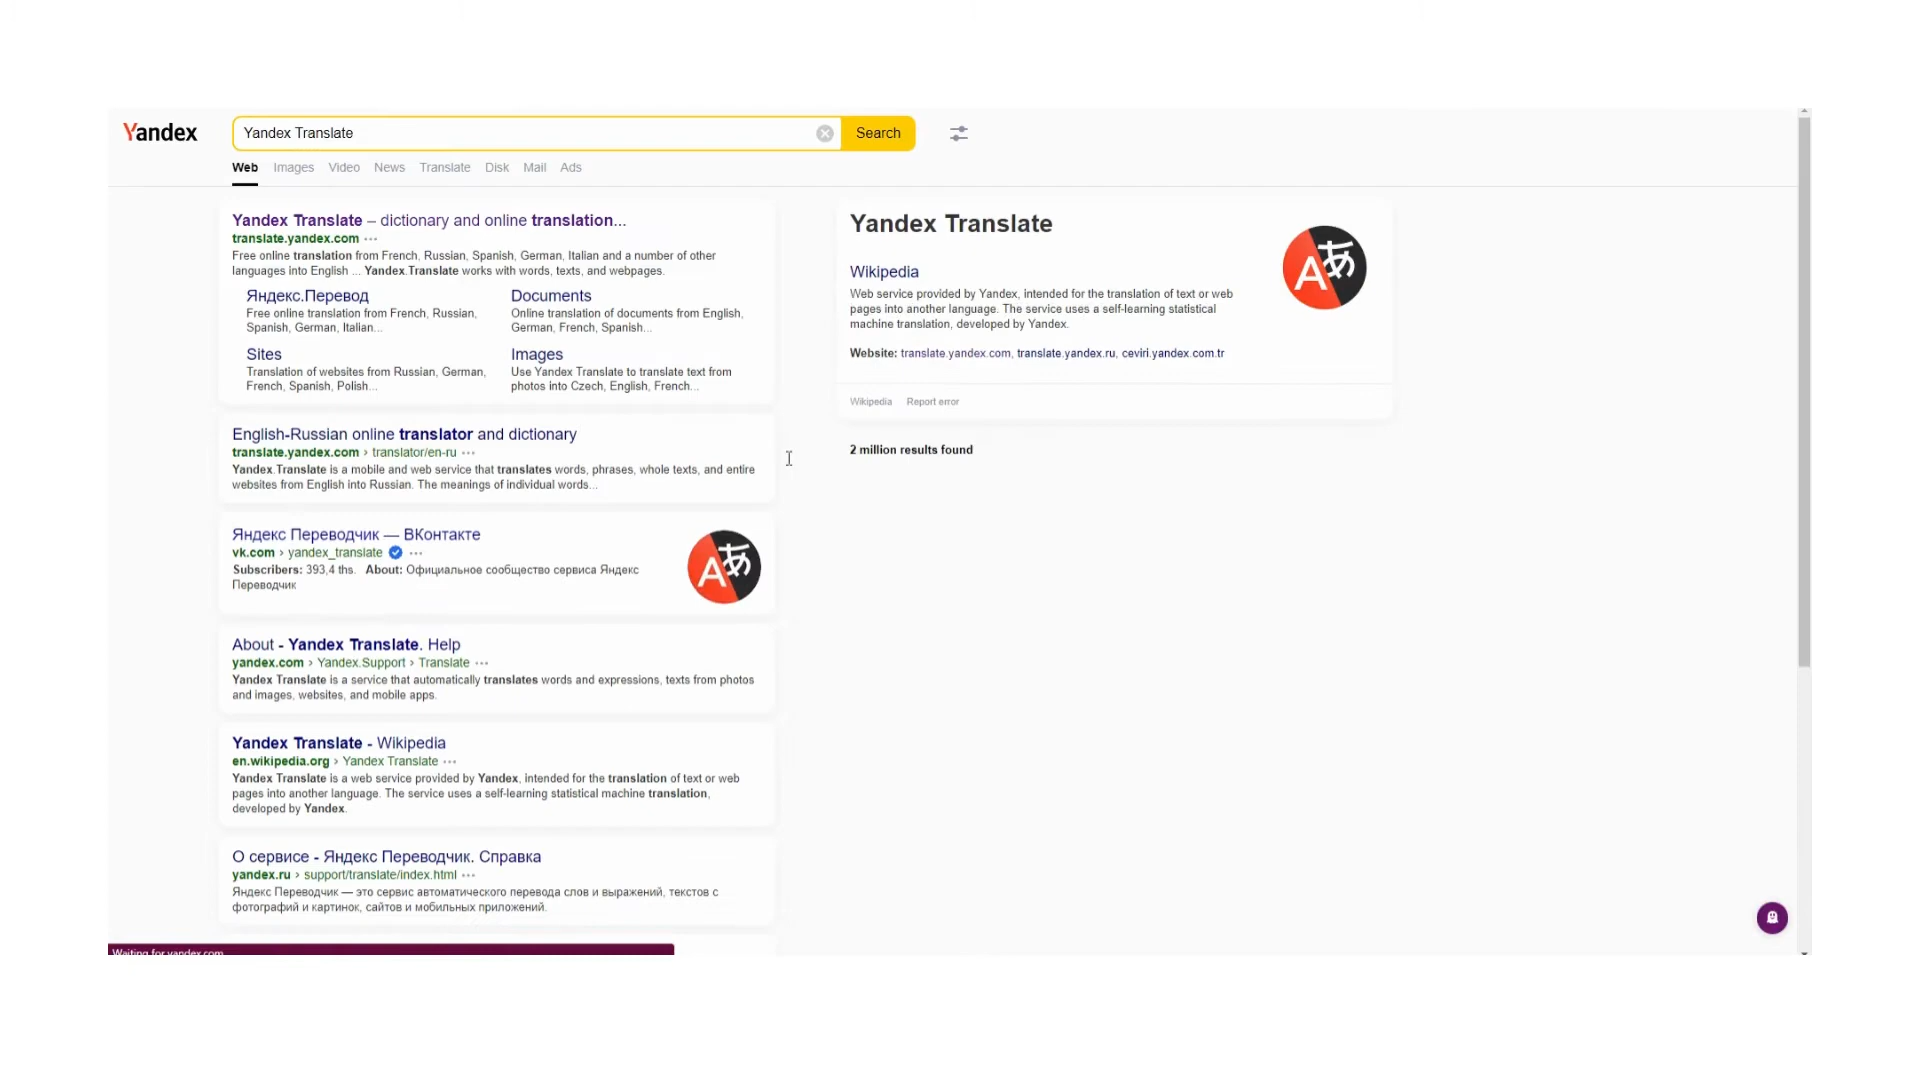 Yandex
Yandex Translate
Search
Web Images Video News Translate Disk Mail Ads
Yandex Translate – dictionary and online translation...
translate.yandex.com
Free online translation from French, Russian, Spanish, German, Italian and a number of other
languages into English ... Yandex.Translate works with words, texts, and webpages.
Яндекс.Перевод
Free online translation from French, Russian,
Spanish, German, Italian...
Documents
Online translation of documents from English,
German, French, Spanish...
Sites
Translation of websites from Russian, German,
French, Spanish, Polish...
Images
Use Yandex Translate to translate text from
photos into Czech, English, French...
English-Russian online translator and dictionary
translate.yandex.com › translator/en-ru
Yandex.Translate is a mobile and web service that translates words, phrases, whole texts, and entire
websites from English into Russian. The meanings of individual words...
Яндекс Переводчик — ВКонтакте
vk.com › yandex_translate
Subscribers: 393,4 ths. About: Официальное сообщество сервиса Яндекс
Переводчик
Aあ
About - Yandex Translate. Help
yandex.com › Yandex.Support › Translate
Yandex Translate is a service that automatically translates words and expressions, texts from photos
and images, websites, and mobile apps.
Yandex Translate - Wikipedia
en.wikipedia.org › Yandex Translate
Yandex Translate is a web service provided by Yandex, intended for the translation of text or web
pages into another language. The service uses a self-learning statistical machine translation,
developed by Yandex.
О сервисе - Яндекс Переводчик. Справка
yandex.ru › support/translate/index.html
Яндекс Переводчик — это сервис автоматического перевода слов и выражений, текстов с
фотографий и картинок, сайтов и мобильных приложений.
Waiting for yandex.com
Yandex Translate
Aあ
Wikipedia
Web service provided by Yandex, intended for the translation of text or web
pages into another language. The service uses a self-learning statistical
machine translation, developed by Yandex.
Website: translate.yandex.com, translate.yandex.ru, ceviri.yandex.com.tr
Wikipedia Report error
2 million results found